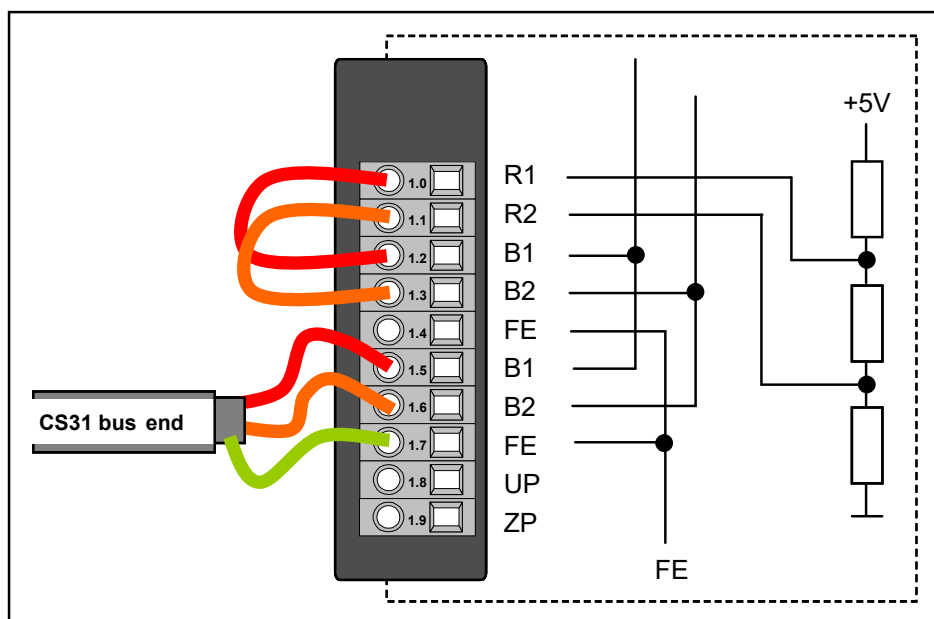 +5V
1.0 R1
1.1 R2
1.2 B1
1.3 B2
1.4 FE
1.5 B1
CS31 bus end
1.6 B2
1.7 FE
1.8 UP
1.9 ZP
FE